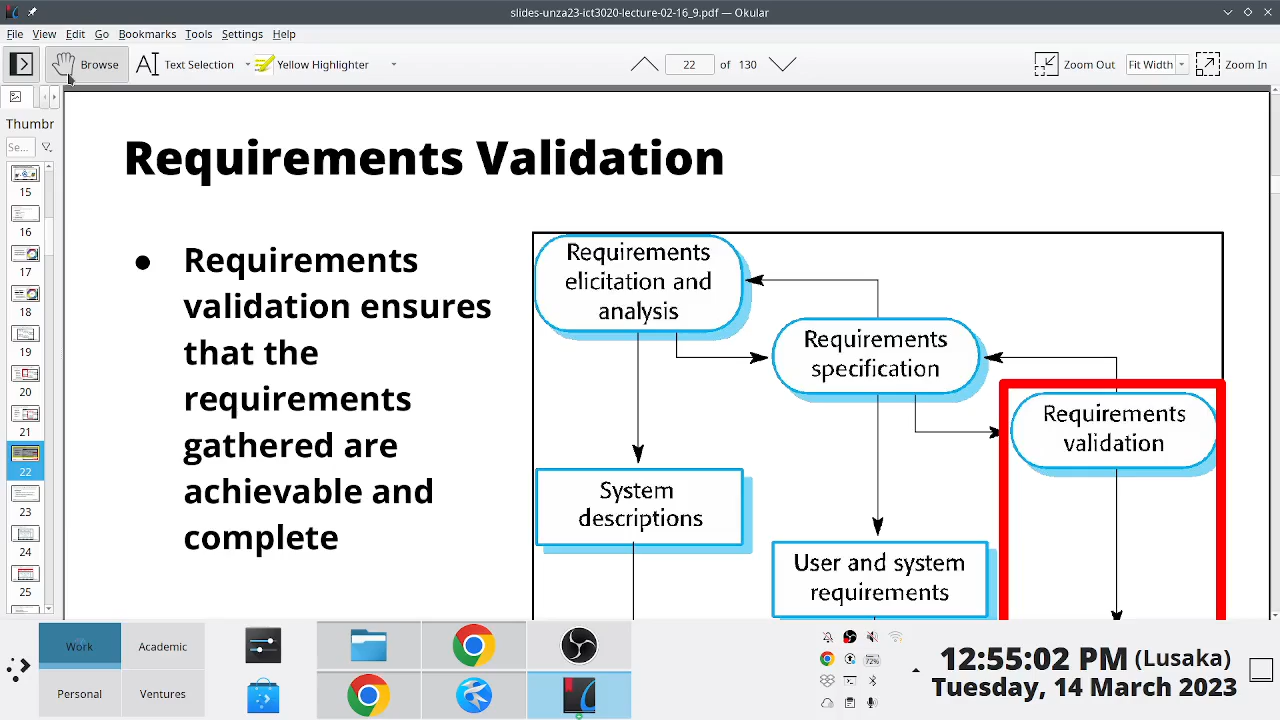 slides-unza23-ict3020-lecture-02-16_9.pdf — Okular
File View Edit Go Bookmarks Tools Settings Help
Browse Text Selection Yellow Highlighter 22 of 130 Zoom Out Fit Width Zoom In
Thumbr
Se...
15
16
17
18
19
20
21
22
23
24
25
Requirements Validation
● Requirements
validation ensures
that the
requirements
gathered are
achievable and
complete
Requirements
elicitation and
analysis
Requirements
specification
Requirements
validation
System
descriptions
User and system
requirements
Work Academic
Personal Ventures
72%
12:55:02 PM (Lusaka)
Tuesday, 14 March 2023